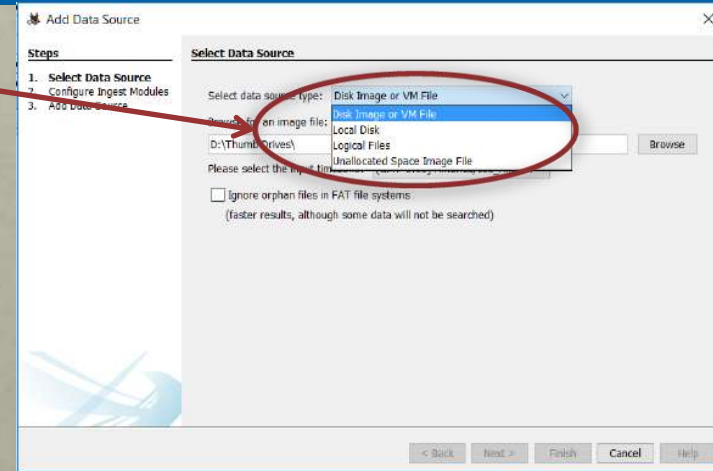 Add Data Source
Steps
1. Select Data Source
2. Configure Ingest Modules
3. Add Data Source
Select Data Source
Select data source type: Disk Image or VM File
Disk Image or VM File
Local Disk
Logical Files
Unallocated Space Image File
Browse for an image file:
D:\Thumb Drives\
Browse
Please select the input
Ignore orphan files in FAT file systems
(faster results, although some data will not be searched)
< Back Next > Finish Cancel Help